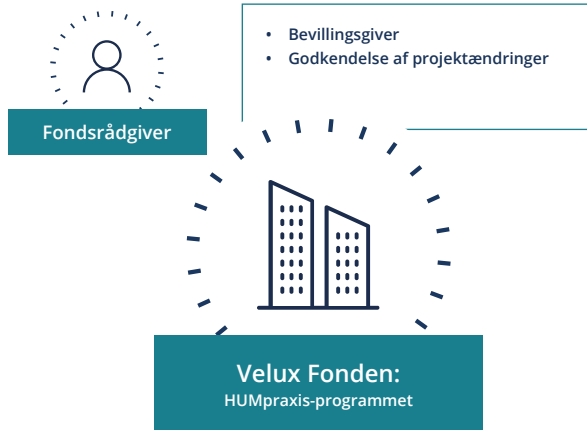 • Bevillingsgiver
• Godkendelse af projektændringer
Fondsrådgiver
Velux Fonden:
HUMpraxis-programmet